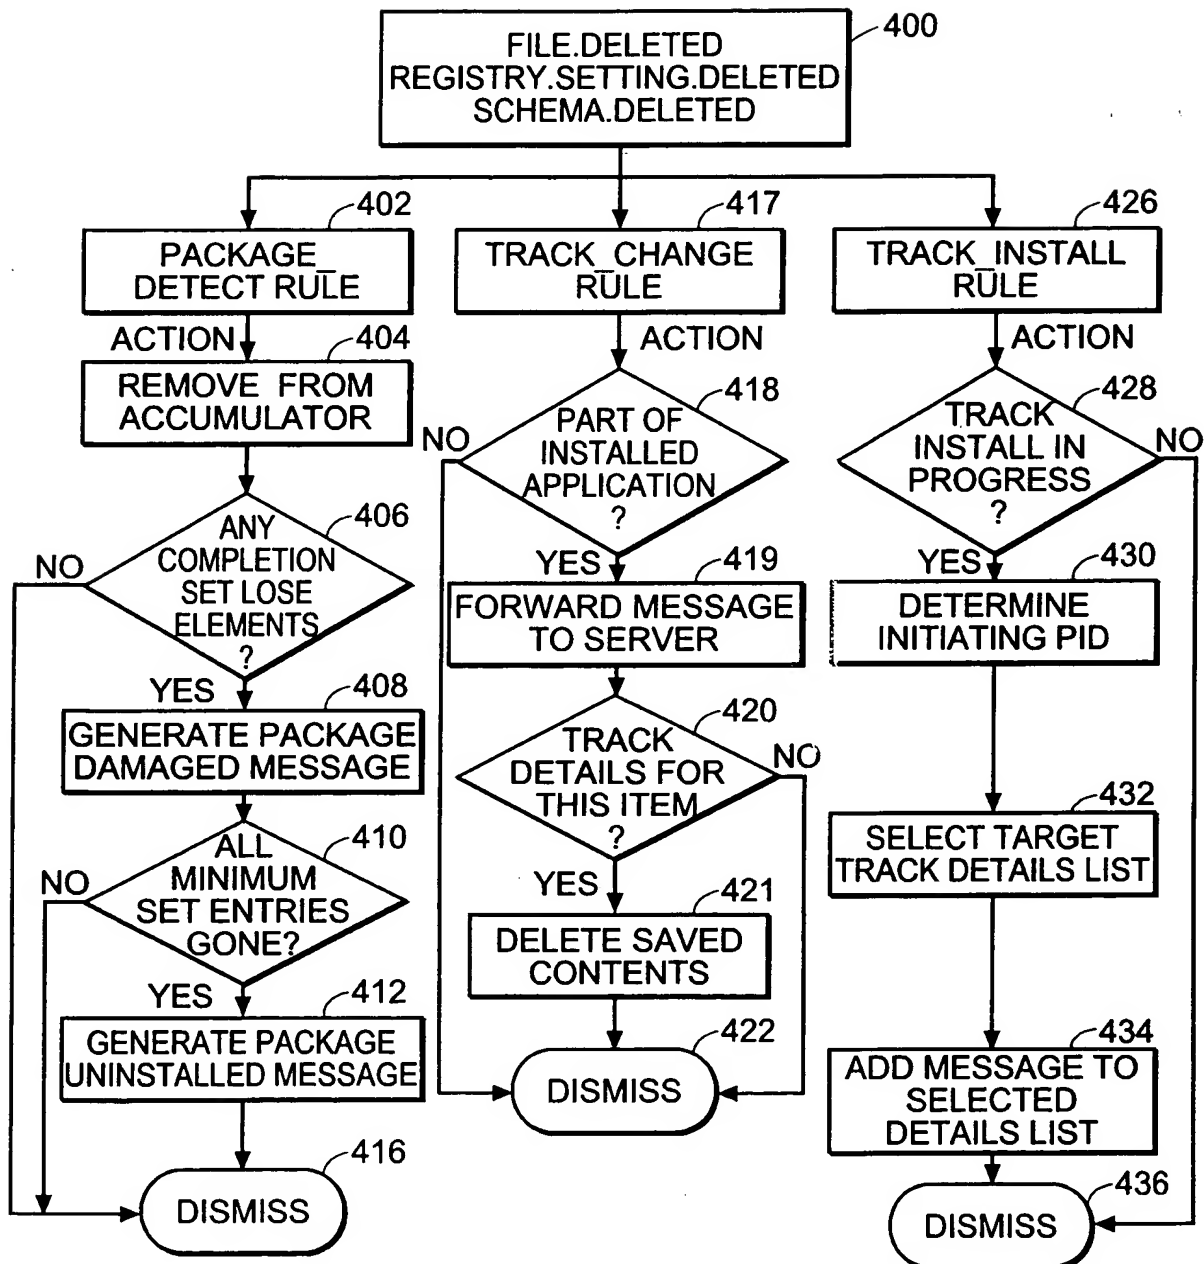 400
FILE.DELETED
REGISTRY.SETTING.DELETED
SCHEMA.DELETED
402
PACKAGE_
DETECT RULE
ACTION
404
REMOVE FROM
ACCUMULATOR
406
ANY
COMPLETION
SET LOSE
ELEMENTS
?
NO
YES
408
GENERATE PACKAGE
DAMAGED MESSAGE
410
ALL
MINIMUM
SET ENTRIES
GONE?
NO
YES
412
GENERATE PACKAGE
UNINSTALLED MESSAGE
416
DISMISS
417
TRACK_CHANGE
RULE
ACTION
418
PART OF
INSTALLED
APPLICATION
?
NO
YES
419
FORWARD MESSAGE
TO SERVER
420
TRACK
DETAILS FOR
THIS ITEM
?
NO
YES
421
DELETE SAVED
CONTENTS
422
DISMISS
426
TRACK_INSTALL
RULE
ACTION
428
TRACK
INSTALL IN
PROGRESS
?
NO
YES
430
DETERMINE
INITIATING PID
432
SELECT TARGET
TRACK DETAILS LIST
434
ADD MESSAGE TO
SELECTED
DETAILS LIST
436
DISMISS